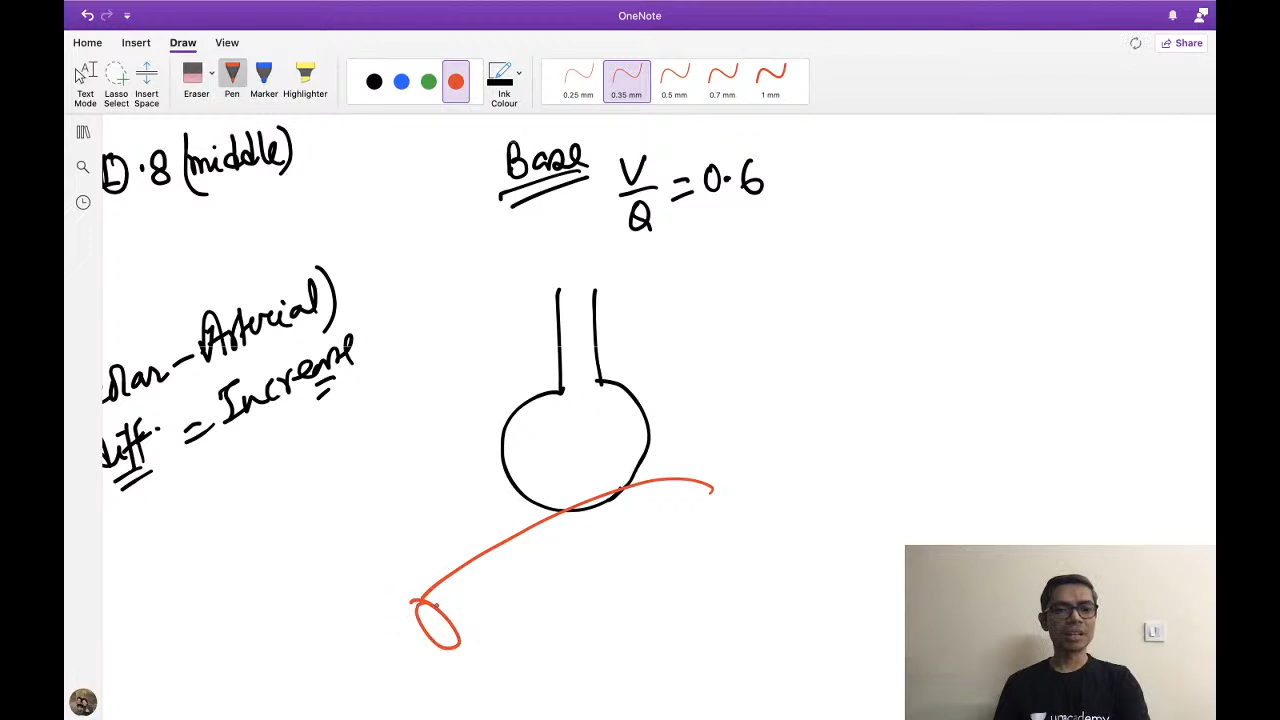 OneNote
Home Insert Draw View
Share
Text Mode
Lasso Select
Insert Space
Eraser
Pen
Marker
Highlighter
Ink Colour
0.25 mm
0.35 mm
0.5 mm
0.7 mm
1 mm
0.8 (middle)
Base V/Q = 0.6
- Arterial)
diff. = Increase